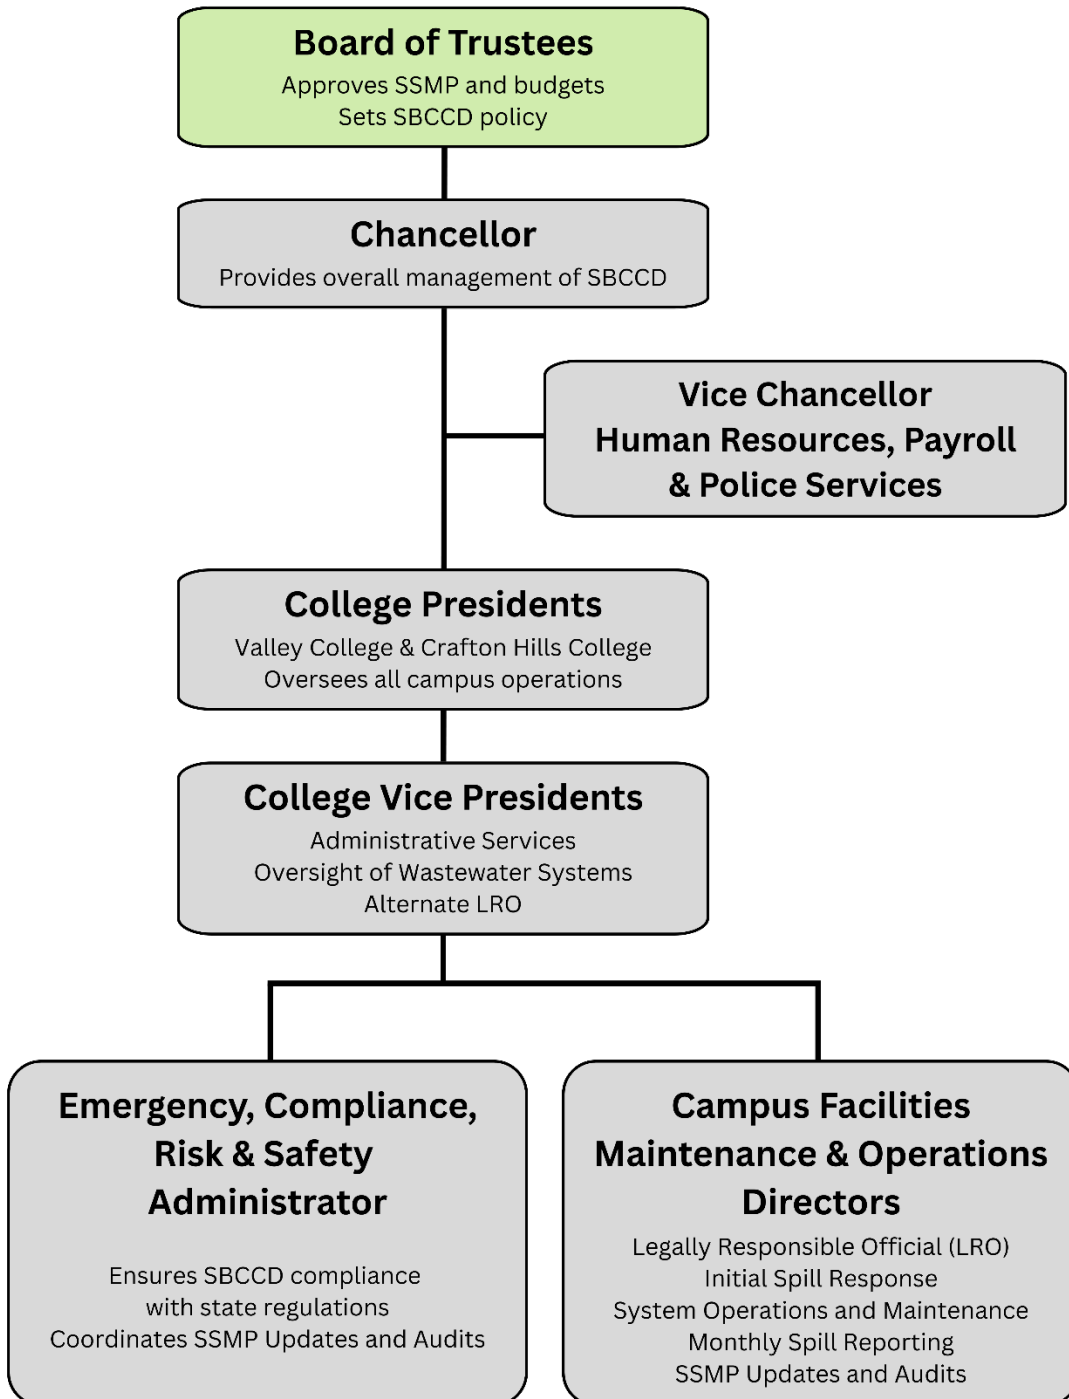 Board of Trustees
Approves SSMP and budgets
Sets SBCCD policy
Chancellor
Provides overall management of SBCCD
Vice Chancellor
Human Resources, Payroll
& Police Services
College Presidents
Valley College & Crafton Hills College
Oversees all campus operations
College Vice Presidents
Administrative Services
Oversight of Wastewater Systems
Alternate LRO
Emergency, Compliance,
Risk & Safety
Administrator
Ensures SBCCD compliance
with state regulations
Coordinates SSMP Updates and Audits
Campus Facilities
Maintenance & Operations
Directors
Legally Responsible Official (LRO)
Initial Spill Response
System Operations and Maintenance
Monthly Spill Reporting
SSMP Updates and Audits